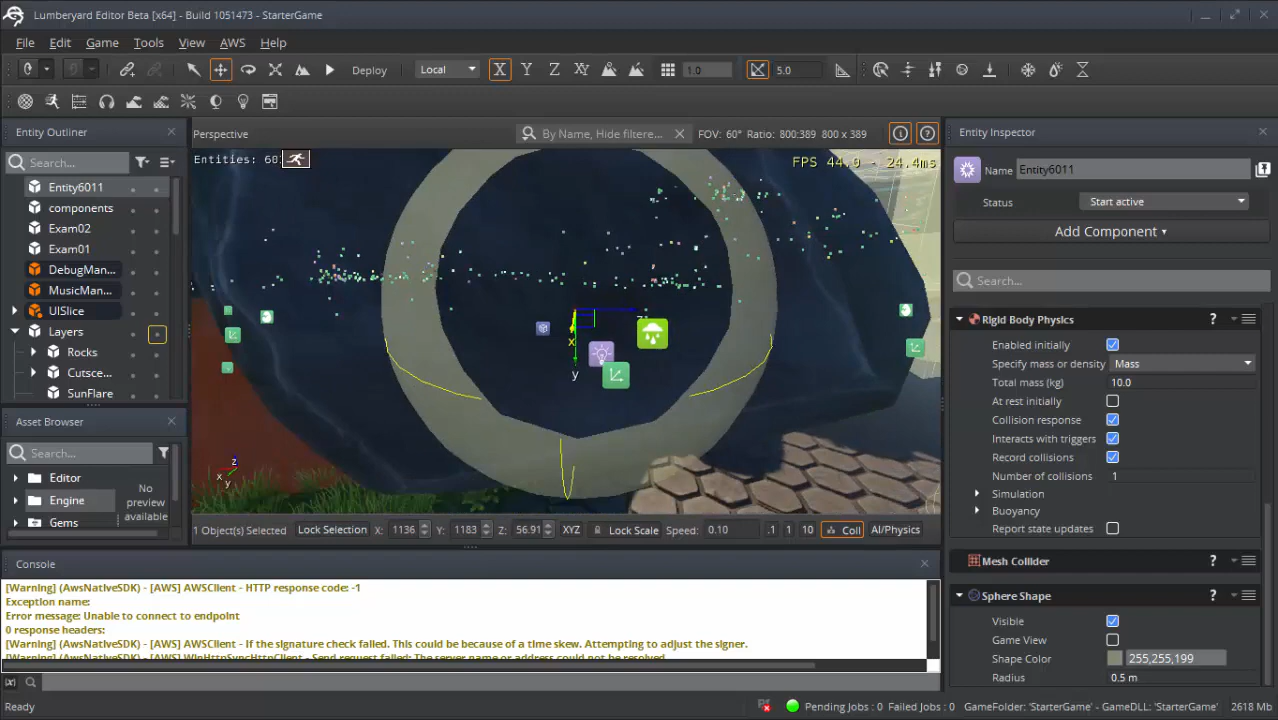 Lumberyard Editor Beta [x64] - Build 1051473 - StarterGame
File Edit Game Tools View AWS Help
Deploy Local X Y Z XY 1.0 5.0
Entity Outliner
Search...
Entity6011
components
Exam02
Exam01
DebugMan...
MusicMan...
UISlice
Layers
Rocks
Cutsce...
SunFlare
Asset Browser
Search...
Editor
Engine
Gems
No
preview
available
Perspective By Name, Hide filtere... FOV: 60° Ratio: 800:389 800 x 389
Entities: 60
FPS 44.9 - 24.4ms
x
y
z
x
y
1 Object(s) Selected Lock Selection X: 1136 Y: 1183 Z: 56.91 XYZ Lock Scale Speed: 0.10 .1 1 10 Coll AI/Physics
Console
[Warning] (AwsNativeSDK) - [AWS] AWSClient - HTTP response code: -1
Exception name:
Error message: Unable to connect to endpoint
0 response headers:
[Warning] (AwsNativeSDK) - [AWS] AWSClient - If the signature check failed. This could be because of a time skew. Attempting to adjust the signer.
[Warning] (AwsNativeSDK) - [AWS] WinHttpSyncHttpClient - Send request failed: The server name or address could not be resolved
Entity Inspector
Name Entity6011
Status Start active
Add Component
Search...
Rigid Body Physics ?
Enabled initially
Specify mass or density Mass
Total mass (kg) 10.0
At rest initially
Collision response
Interacts with triggers
Record collisions
Number of collisions 1
Simulation
Buoyancy
Report state updates
Mesh Collider ?
Sphere Shape ?
Visible
Game View
Shape Color 255,255,199
Radius 0.5 m
Ready Pending Jobs : 0 Failed Jobs : 0 GameFolder: 'StarterGame' - GameDLL: 'StarterGame' 2618 Mb